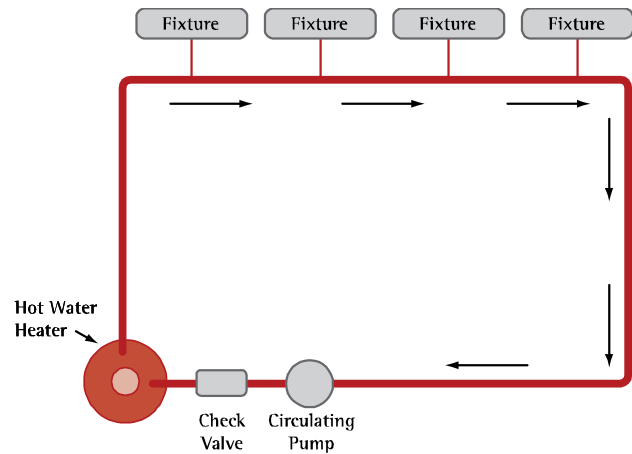 Fixture
Fixture
Fixture
Fixture
Hot Water
Heater
Check
Valve
Circulating
Pump